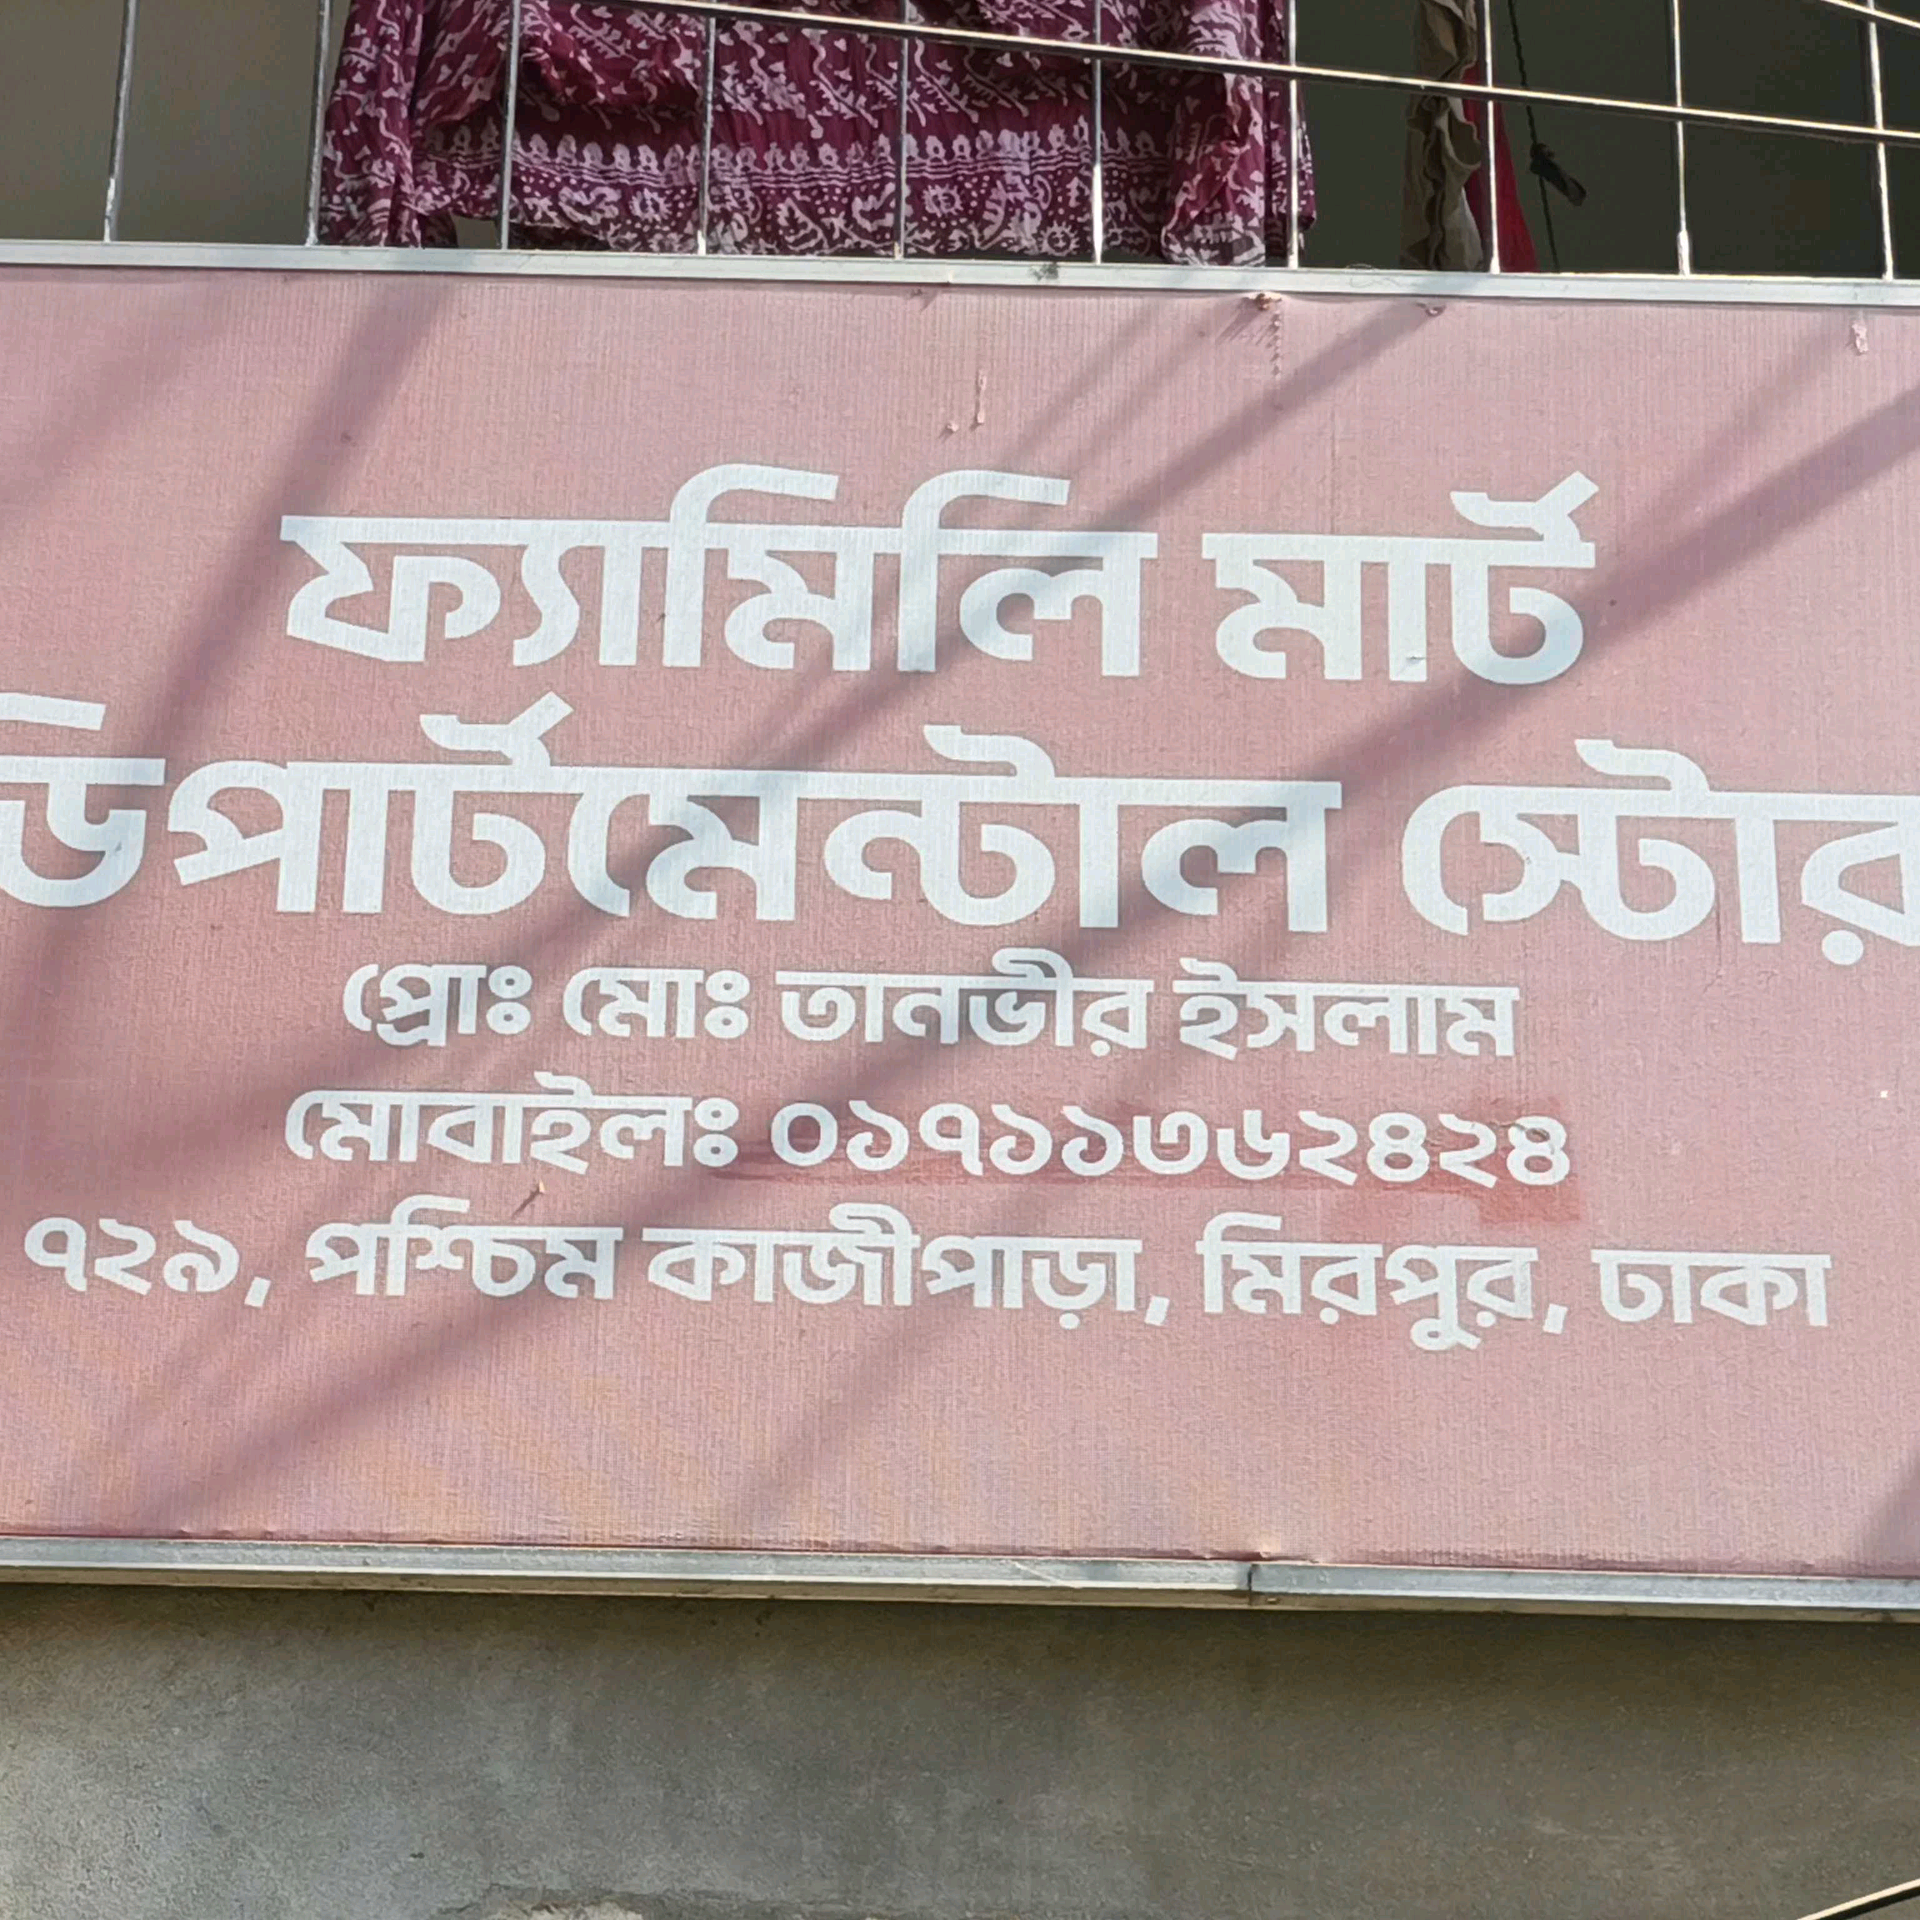 ফ্যামিলি মার্ট
ডিপার্টমেন্টাল স্টোর
প্রোঃ মোঃ তানভীর ইসলাম
মোবাইলঃ ০১৭১১৩৬২৪২৪
৭২৯, পশ্চিম কাজীপাড়া, মিরপুর, ঢাকা